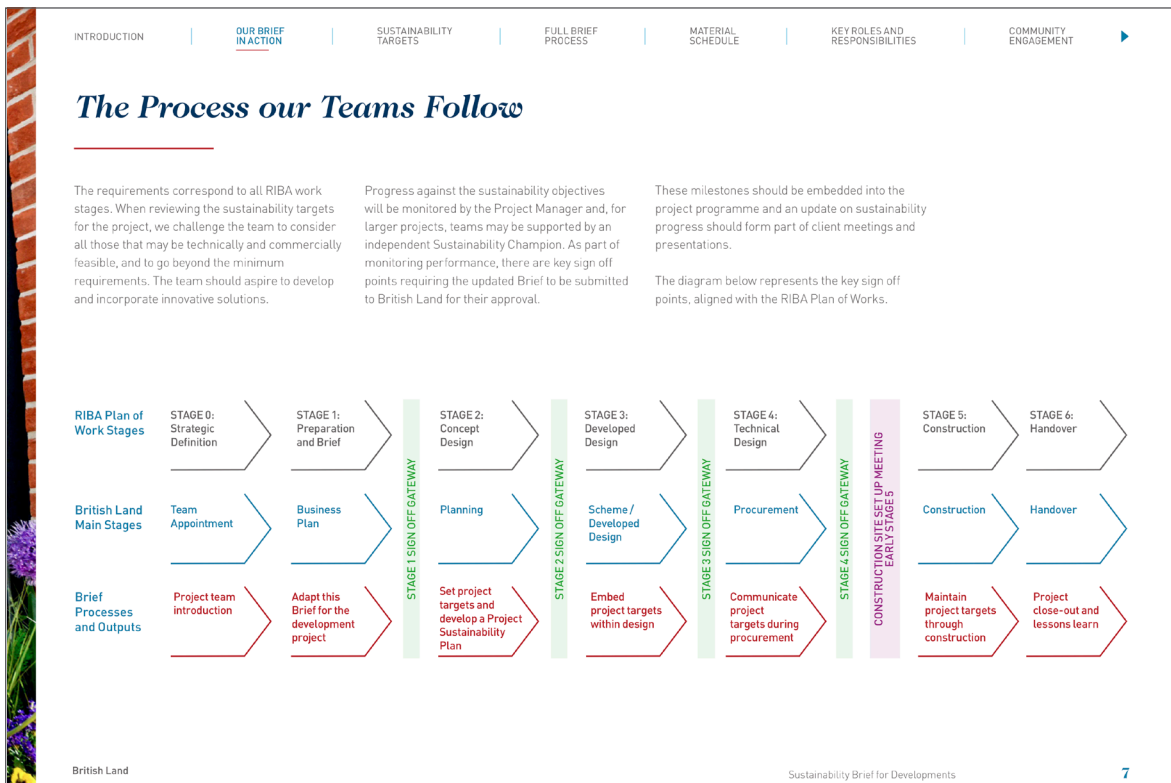 INTRODUCTION
OUR BRIEF
IN ACTION
SUSTAINABILITY
TARGETS
FULL BRIEF
PROCESS
MATERIAL
SCHEDULE
KEY ROLES AND
RESPONSIBILITIES
COMMUNITY
ENGAGEMENT
The Process our Teams Follow
The requirements correspond to all RIBA work
stages. When reviewing the sustainability targets
for the project, we challenge the team to consider
all those that may be technically and commercially
feasible, and to go beyond the minimum
requirements. The team should aspire to develop
and incorporate innovative solutions.
Progress against the sustainability objectives
will be monitored by the Project Manager and, for
larger projects, teams may be supported by an
independent Sustainability Champion. As part of
monitoring performance, there are key sign off
points requiring the updated Brief to be submitted
to British Land for their approval.
These milestones should be embedded into the
project programme and an update on sustainability
progress should form part of client meetings and
presentations.
The diagram below represents the key sign off
points, aligned with the RIBA Plan of Works.
RIBA Plan of
Work Stages
STAGE 0:
Strategic
Definition
STAGE 1:
Preparation
and Brief
STAGE 2:
Concept
Design
STAGE 3:
Developed
Design
STAGE 4:
Technical
Design
STAGE 5:
Construction
STAGE 6:
Handover
British Land
Main Stages
Team
Appointment
Business
Plan
Planning
Scheme /
Developed
Design
Procurement
Construction
Handover
Brief
Processes
and Outputs
Project team
introduction
Adapt this
Brief for the
development
project
Set project
targets and
develop a Project
Sustainability
Plan
Embed
project targets
within design
Communicate
project
targets during
procurement
Maintain
project targets
through
construction
Project
close-out and
lessons learn
STAGE 1 SIGN OFF GATEWAY
STAGE 2 SIGN OFF GATEWAY
STAGE 3 SIGN OFF GATEWAY
STAGE 4 SIGN OFF GATEWAY
CONSTRUCTION SITE SET UP MEETING
EARLY STAGE 5
British Land
Sustainability Brief for Developments
7